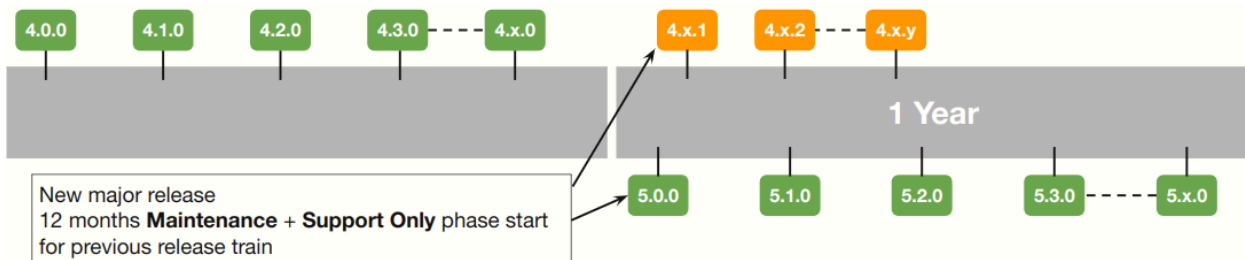 4.0.0 4.1.0 4.2.0 4.3.0 4.x.0 4.x.1 4.x.2 4.x.y
1 Year
5.0.0 5.1.0 5.2.0 5.3.0 5.x.0
New major release
12 months Maintenance + Support Only phase start
for previous release train